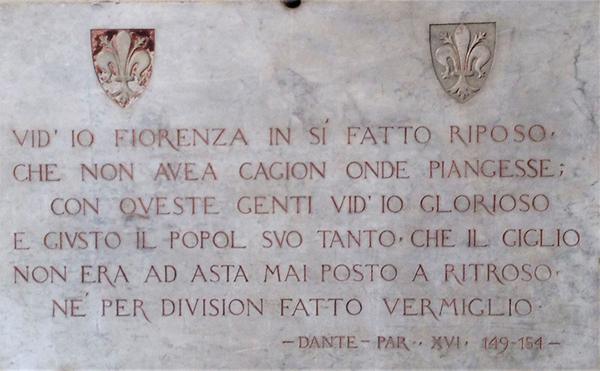 VID' IO FIORENZA IN SÍ FATTO RIPOSO·
CHE NON AVEA CAGION ONDE PIANGESSE;
CON QVESTE GENTI VID' IO GLORIOSO
E GIVSTO IL POPOL SVO TANTO· CHE IL GIGLIO
NON ERA AD ASTA MAI POSTO A RITROSO·
NE' PER DIVISION FATTO VERMIGLIO·
–DANTE– PAR·· XVI· 149-154–